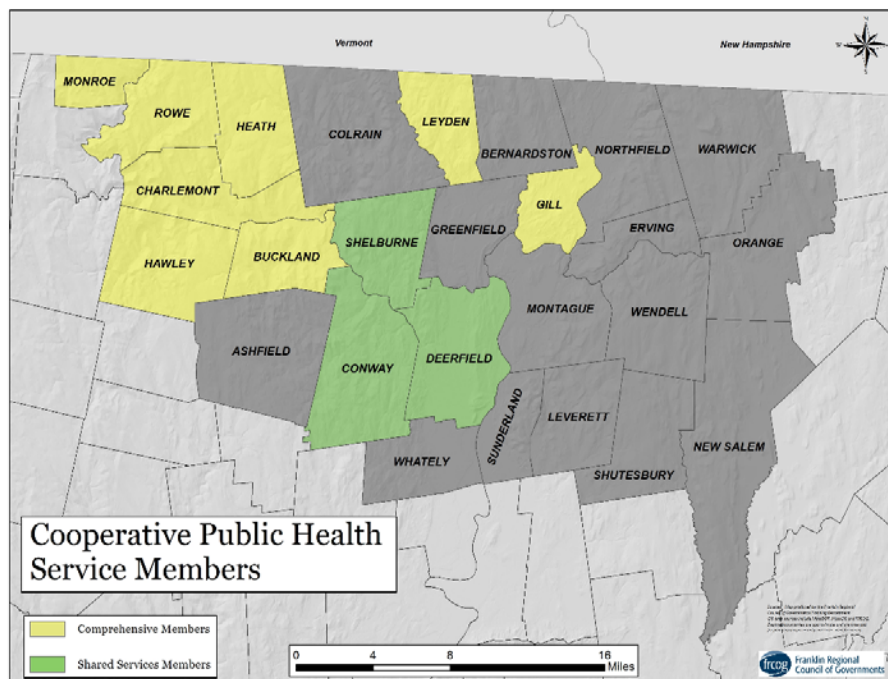 Vermont
New Hampshire
N
MONROE
ROWE
HEATH
COLRAIN
LEYDEN
BERNARDSTON
NORTHFIELD
WARWICK
CHARLEMONT
GILL
SHELBURNE
GREENFIELD
ERVING
ORANGE
HAWLEY
BUCKLAND
MONTAGUE
WENDELL
ASHFIELD
CONWAY
DEERFIELD
SUNDERLAND
LEVERETT
WHATELY
SHUTESBURY
NEW SALEM
Cooperative Public Health
Service Members
Comprehensive Members
Shared Services Members
0 4 8 16
Miles
frcog
Franklin Regional
Council of Governments